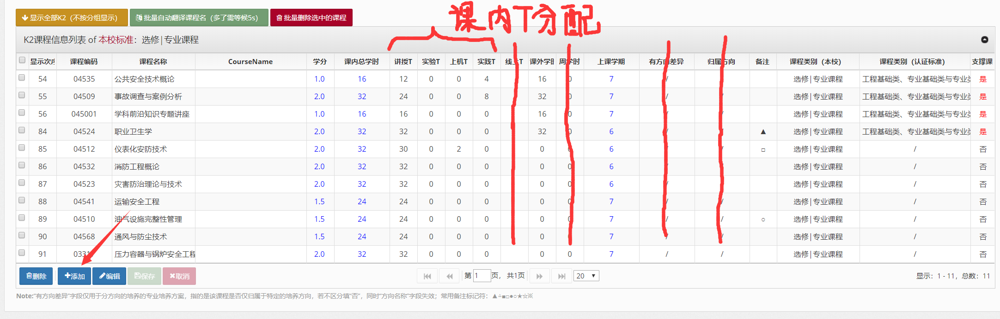 课内T分配
显示全部K2（不按分组显示） 批量自动翻译课程名（多了需等候5s） 批量删除选中的课程
K2课程信息列表 of 本校标准：选修|专业课程
显示次序 课程编码 课程名称 CourseName 学分 课内总学时 讲授T 实验T 上机T 实践T 线上T 课外学时 周学时 上课学期 有方向差异 归属方向 备注 课程类别（本校） 课程类别（认证标准） 支撑课
54 04535 公共安全技术概论 1.0 16 12 0 0 4 16 0 7 / 选修|专业课程 工程基础类、专业基础类与专业类 是
55 04509 事故调查与案例分析 2.0 32 24 0 0 8 32 0 7 / / 选修|专业课程 工程基础类、专业基础类与专业类 是
56 045001 学科前沿知识专题讲座 1.0 16 16 0 0 0 16 0 7 / / 选修|专业课程 工程基础类、专业基础类与专业类 是
84 04524 职业卫生学 2.0 32 32 0 0 0 32 0 6 / / ▲ 选修|专业课程 工程基础类、专业基础类与专业类 是
85 04512 仪表化安防技术 2.0 32 30 0 2 0 0 0 6 / / □ 选修|专业课程 / 否
86 04532 消防工程概论 2.0 32 32 0 0 0 0 0 6 / / 选修|专业课程 / 否
87 04523 灾害防治理论与技术 2.0 32 32 0 0 0 0 0 6 / / 选修|专业课程 / 否
88 04541 运输安全工程 1.5 24 24 0 0 0 0 0 7 / / 选修|专业课程 / 否
89 04510 油气设施完整性管理 1.5 24 24 0 0 0 0 0 7 / / ○ 选修|专业课程 / 否
90 04568 通风与防尘技术 1.5 24 24 0 0 0 0 0 7 / / 选修|专业课程 / 否
91 压力容器与锅炉安全工程 2.0 32 32 0 0 0 0 0 7 / / 选修|专业课程 / 否
删除 添加 编辑 保存 取消 第 1 页， 共1页 20 显示：1 - 11，总数：11
Note:“有方向差异”字段仅用于分方向的培养的专业培养方案，指的是该课程是否仅归属于特定的培养方向，若不区分填“否”，同时“方向名称”字段失效；常用备注标记符：▲△■□●○★☆※